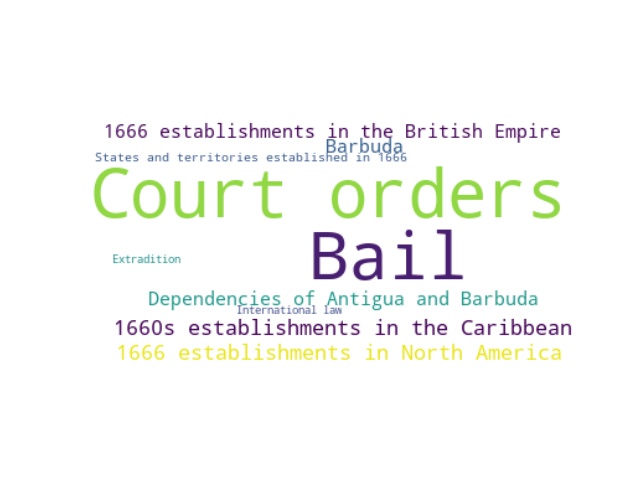 1666 establishments in the British Empire
Barbuda
States and territories established in 1666
Court orders
Bail
Extradition
Dependencies of Antigua and Barbuda
International law
1660s establishments in the Caribbean
1666 establishments in North America